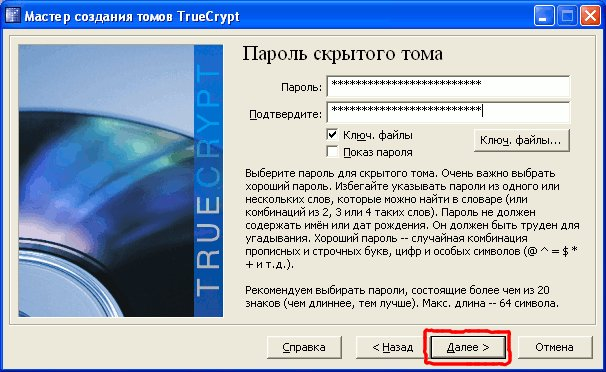 Мастер создания томов TrueCrypt
TRUECRYPT
Пароль скрытого тома
Пароль: *************************
Подтвердите: *************************
Ключ. файлы
Ключ. файлы...
Показ пароля
Выберите пароль для скрытого тома. Очень важно выбрать
хороший пароль. Избегайте указывать пароли из одного или
нескольких слов, которые можно найти в словаре (или
комбинаций из 2, 3 или 4 таких слов). Пароль не должен
содержать имён или дат рождения. Он должен быть труден для
угадывания. Хороший пароль -- случайная комбинация
прописных и строчных букв, цифр и особых символов (@ ^ = $ *
+ и т.д.).
Рекомендуем выбирать пароли, состоящие более чем из 20
знаков (чем длиннее, тем лучше). Макс. длина -- 64 символа.
Справка
< Назад
Далее >
Отмена